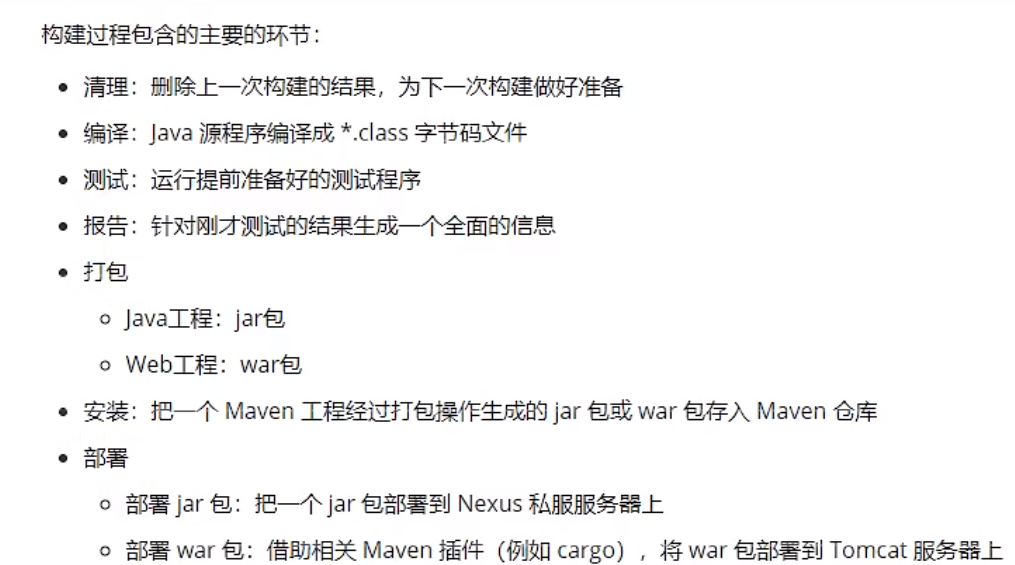 构建过程包含的主要的环节：
• 清理：删除上一次构建的结果，为下一次构建做好准备
• 编译：Java 源程序编译成 *.class 字节码文件
• 测试：运行提前准备好的测试程序
• 报告：针对刚才测试的结果生成一个全面的信息
• 打包
○ Java工程：jar包
○ Web工程：war包
• 安装：把一个 Maven 工程经过打包操作生成的 jar 包或 war 包存入 Maven 仓库
• 部署
○ 部署 jar 包：把一个 jar 包部署到 Nexus 私服服务器上
○ 部署 war 包：借助相关 Maven 插件（例如 cargo），将 war 包部署到 Tomcat 服务器上